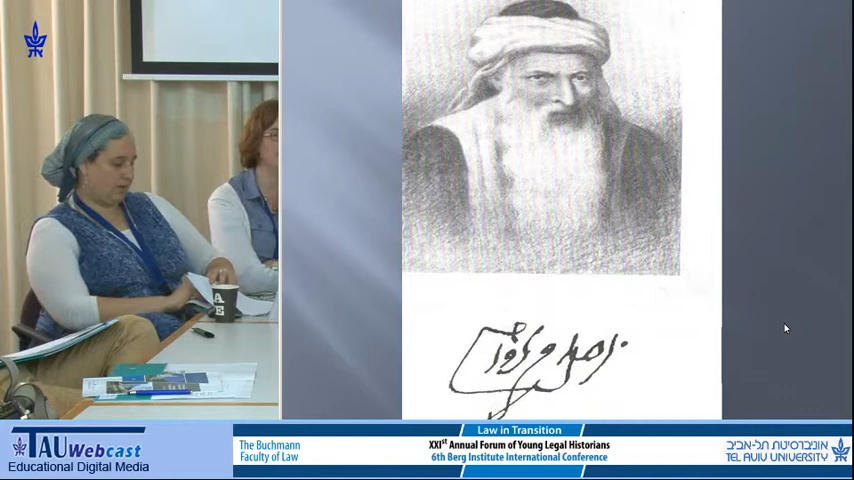 A
E
TAU Webcast
Educational Digital Media
The Buchmann
Faculty of Law
Law in Transition
XXIst Annual Forum of Young Legal Historians
6th Berg Institute International Conference
אוניברסיטת תל-אביב
TEL AVIV UNIVERSITY